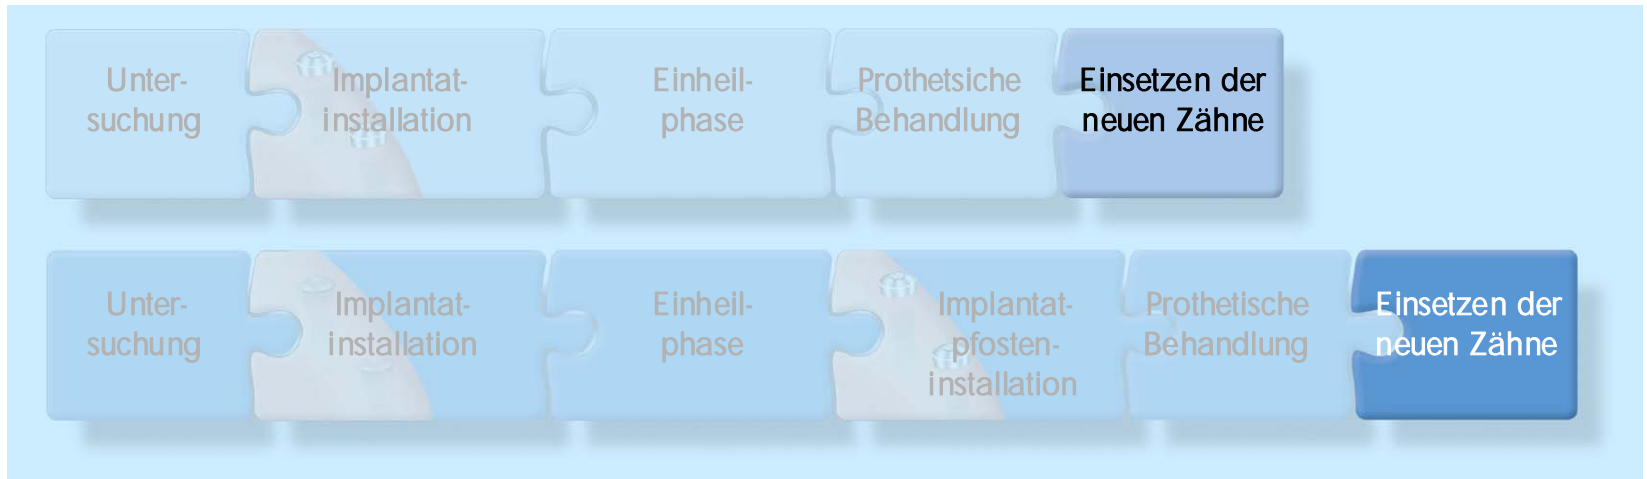 Unter-
suchung
Implantat-
installation
Einheil-
phase
Prothetsiche
Behandlung
Einsetzen der
neuen Zähne
Unter-
suchung
Implantat-
installation
Einheil-
phase
Implantat-
pfosten-
installation
Prothetische
Behandlung
Einsetzen der
neuen Zähne